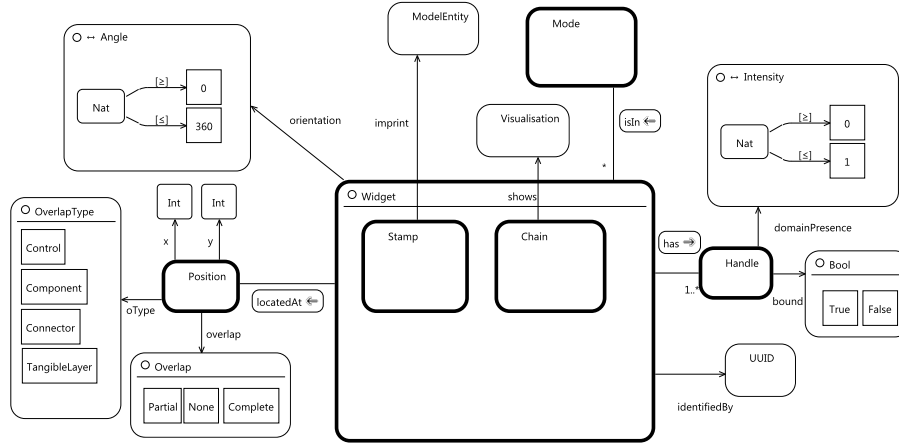 ModelEntity
Mode
↔ Angle
Nat
[≥]
0
[≤]
360
orientation
imprint
Visualisation
isIn ←
*
↔ Intensity
Nat
[≥]
0
[≤]
1
domainPresence
OverlapType
Control
Component
Connector
TangibleLayer
Int
Int
x
y
Position
oType
overlap
locatedAt ←
Overlap
Partial
None
Complete
Widget
shows
Stamp
Chain
has →
1..*
Handle
bound
Bool
True
False
UUID
identifiedBy